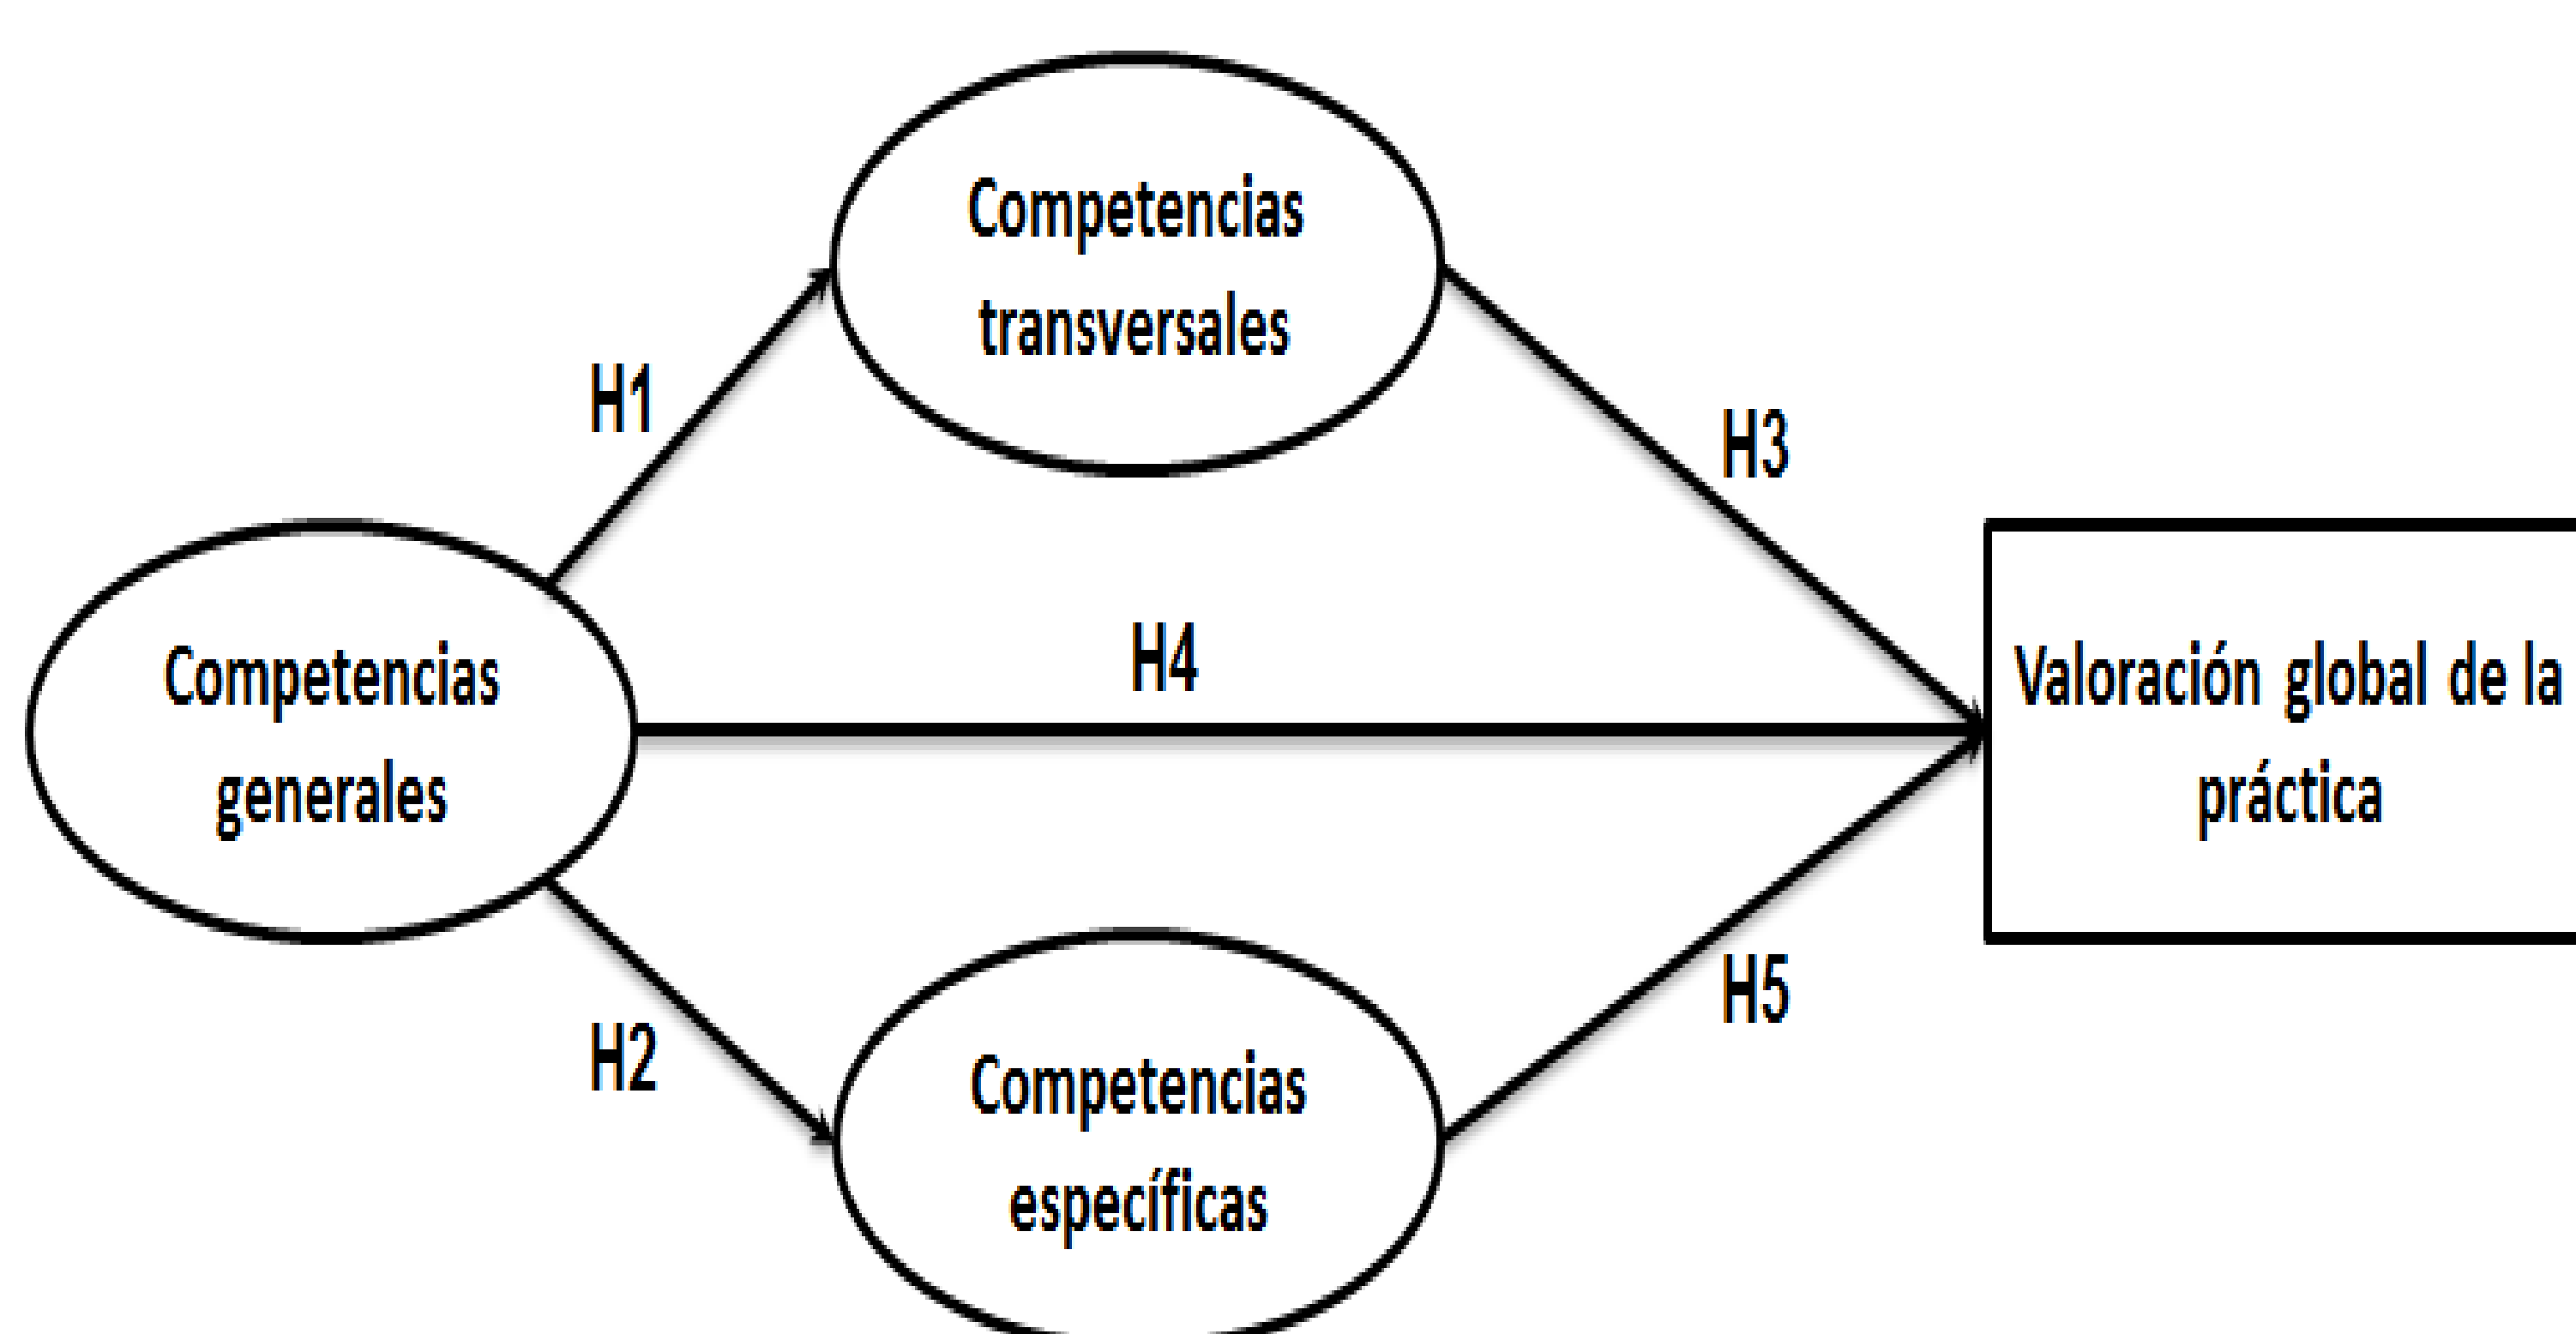 Competencias
transversales
H1
H3
H4
Competencias
generales
Valoración global de la
práctica
H2
H5
Competencias
específicas